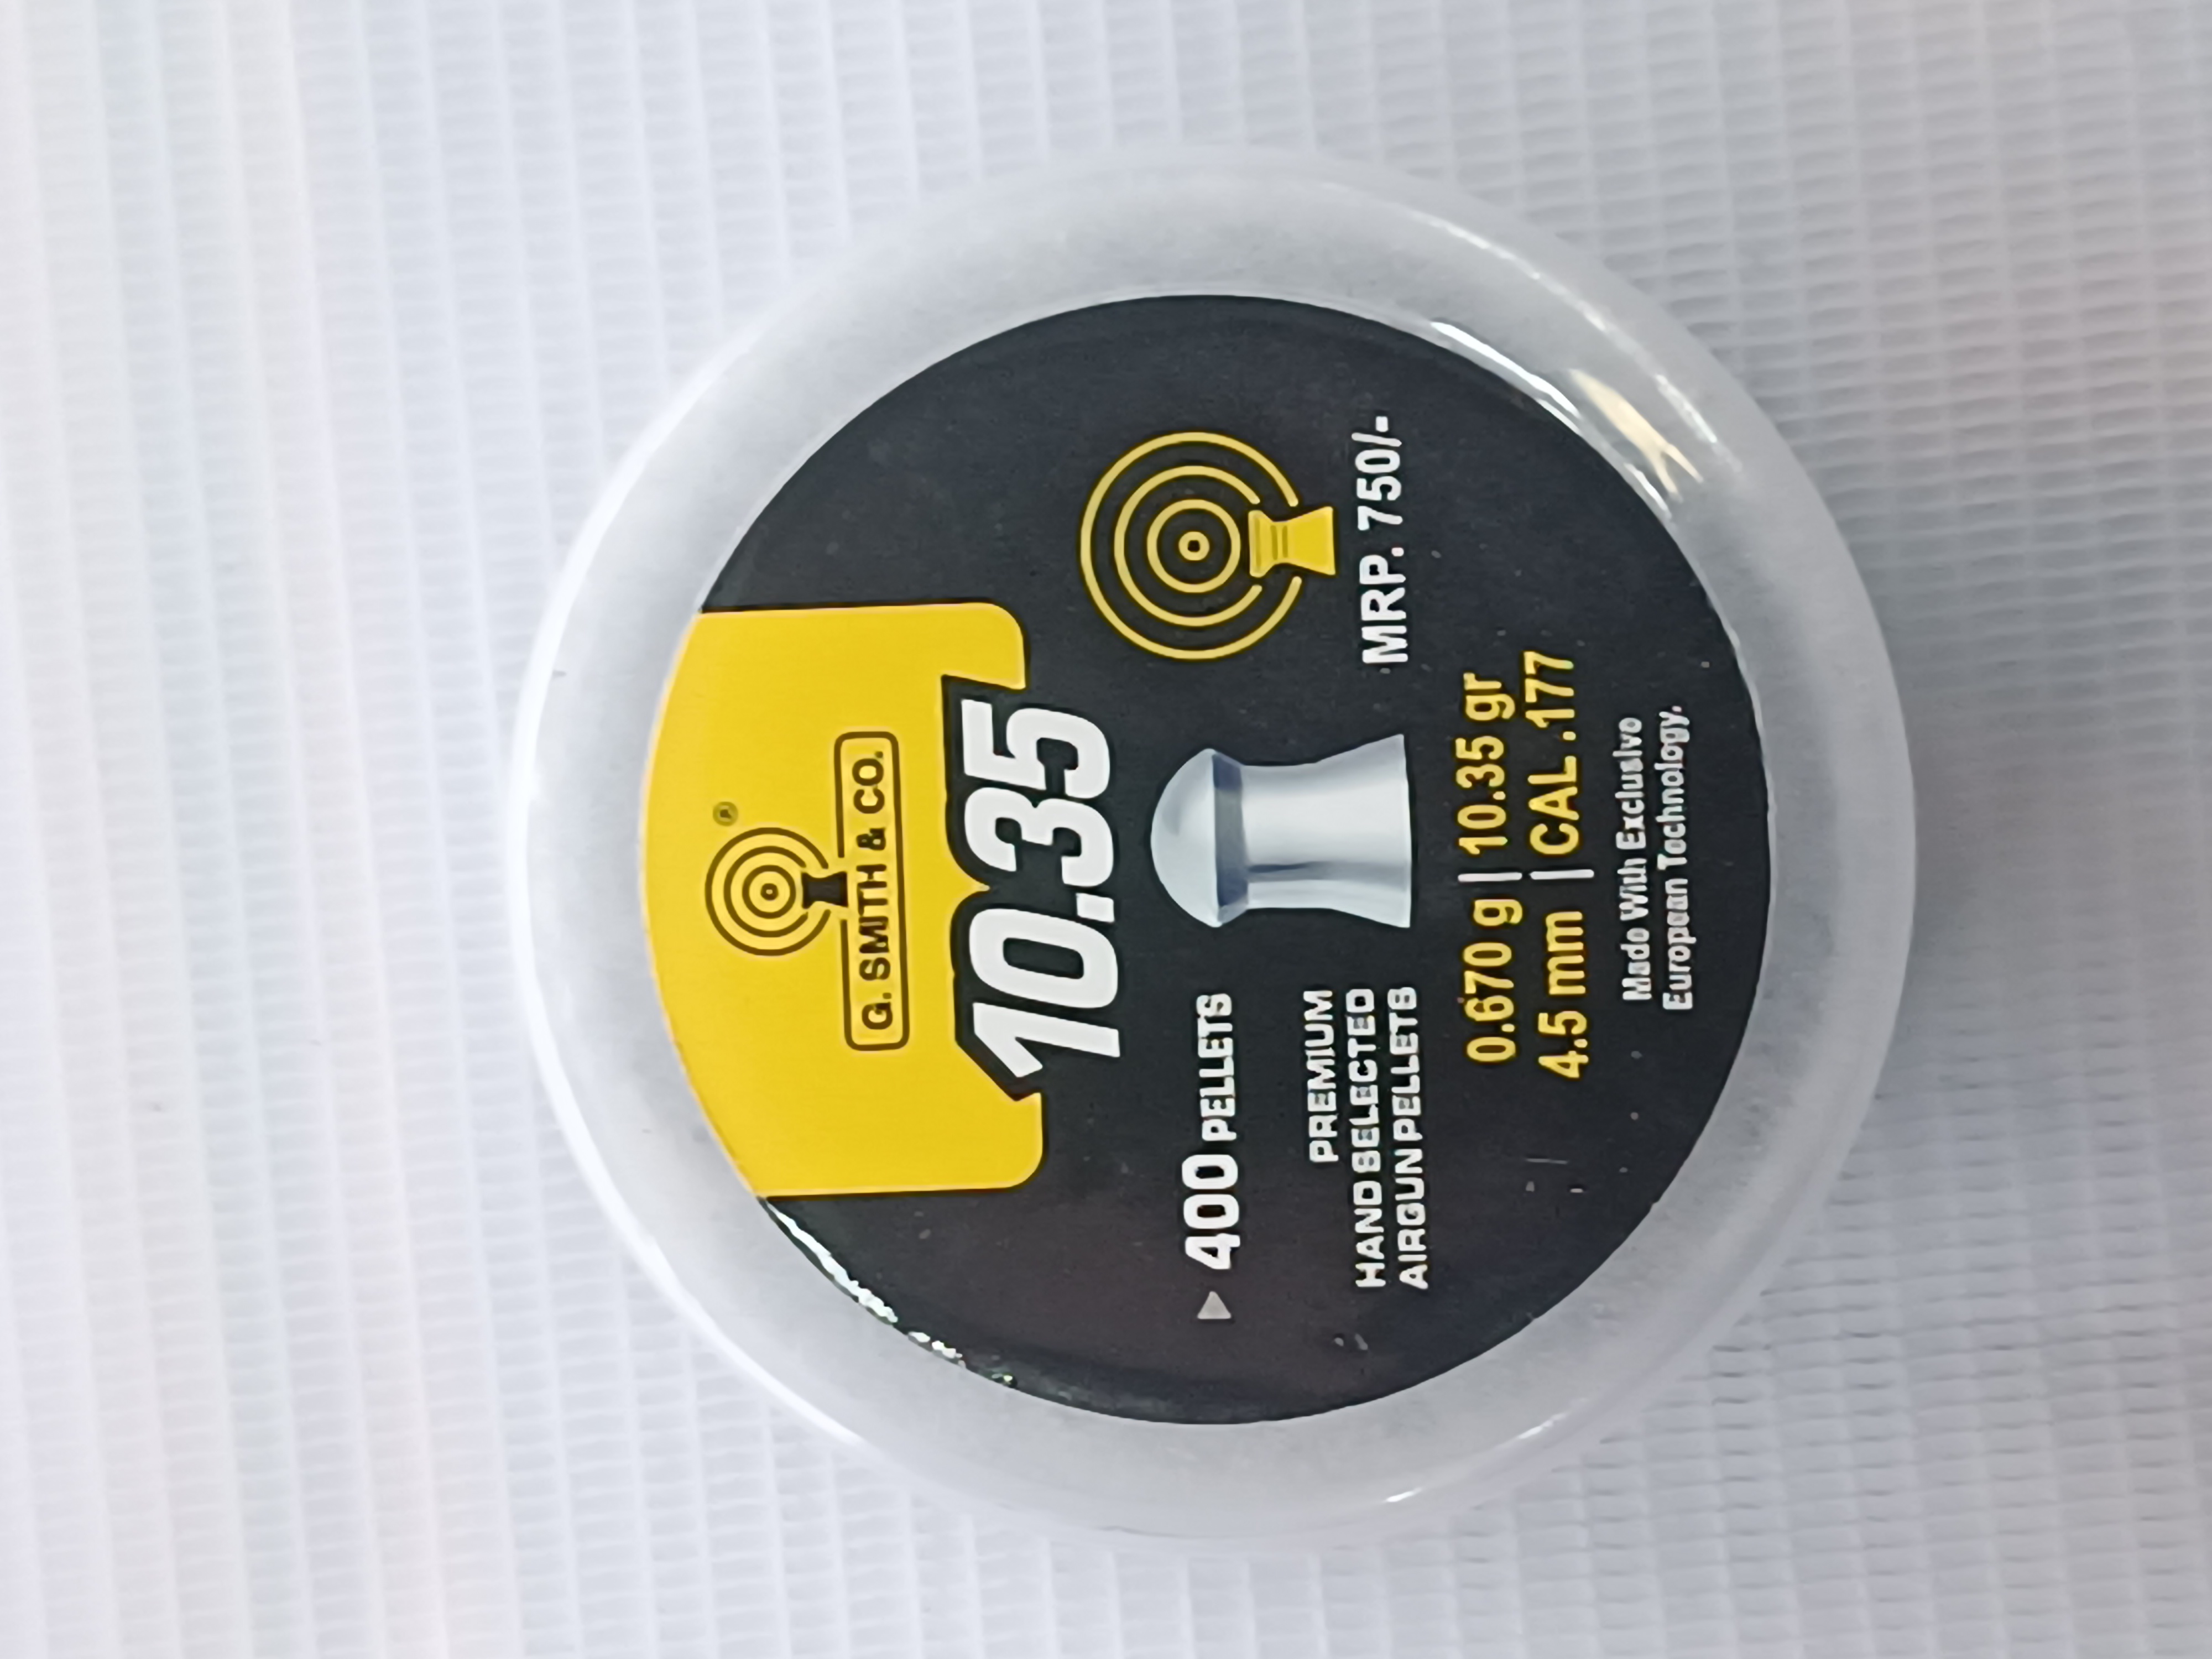 G. SMITH & CO.
10.35
400 PELLETS
PREMIUM
HAND SELECTED
AIRGUN PELLETS
MRP. 750/-
0.670 g | 10.35 gr
4.5 mm | CAL .177
Made With Exclusive
European Technology.